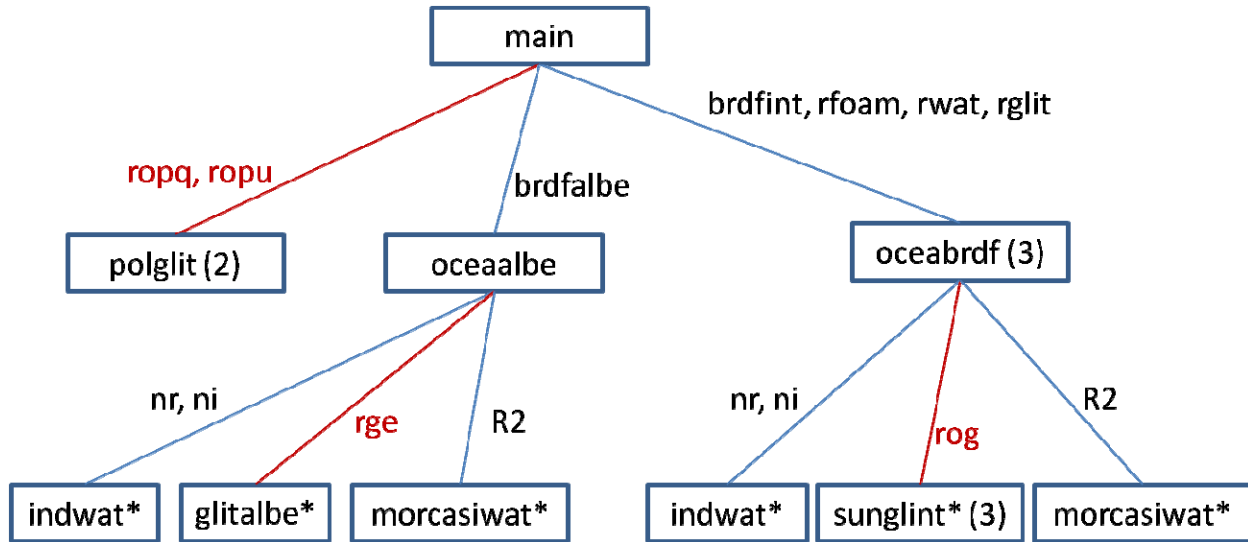 main
brdfint, rfoam, rwat, rglit
ropq, ropu
brdfalbe
polglit (2)
oceaalbe
oceabrdf (3)
nr, ni
rge
R2
nr, ni
rog
R2
indwat*
glitalbe*
morcasiwat*
indwat*
sunglint* (3)
morcasiwat*